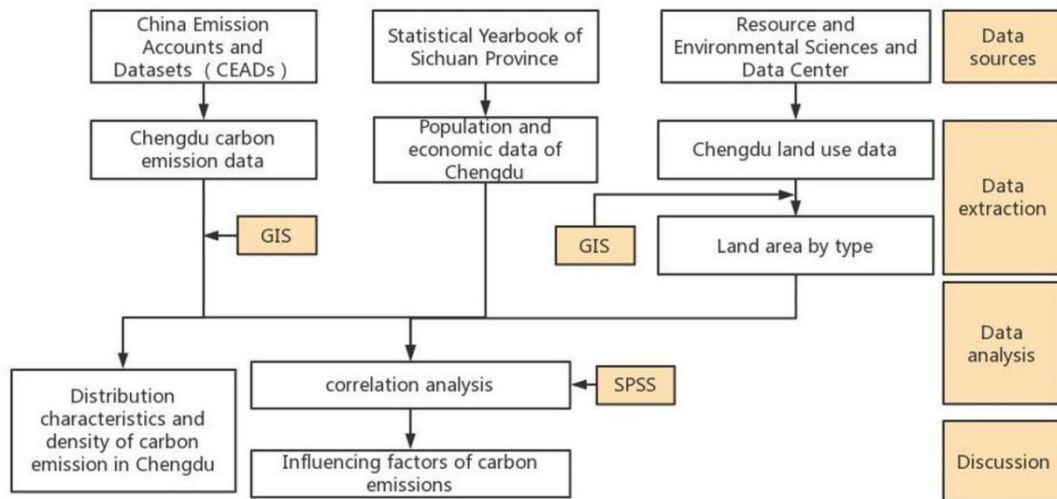 China Emission
Accounts and
Datasets （CEADs）
Statistical Yearbook of
Sichuan Province
Resource and
Environmental Sciences and
Data Center
Data
sources
Chengdu carbon
emission data
Population and
economic data of
Chengdu
Chengdu land use data
Data
extraction
GIS
GIS
Land area by type
Data
analysis
Distribution
characteristics and
density of carbon
emission in Chengdu
correlation analysis
SPSS
Influencing factors of carbon
emissions
Discussion